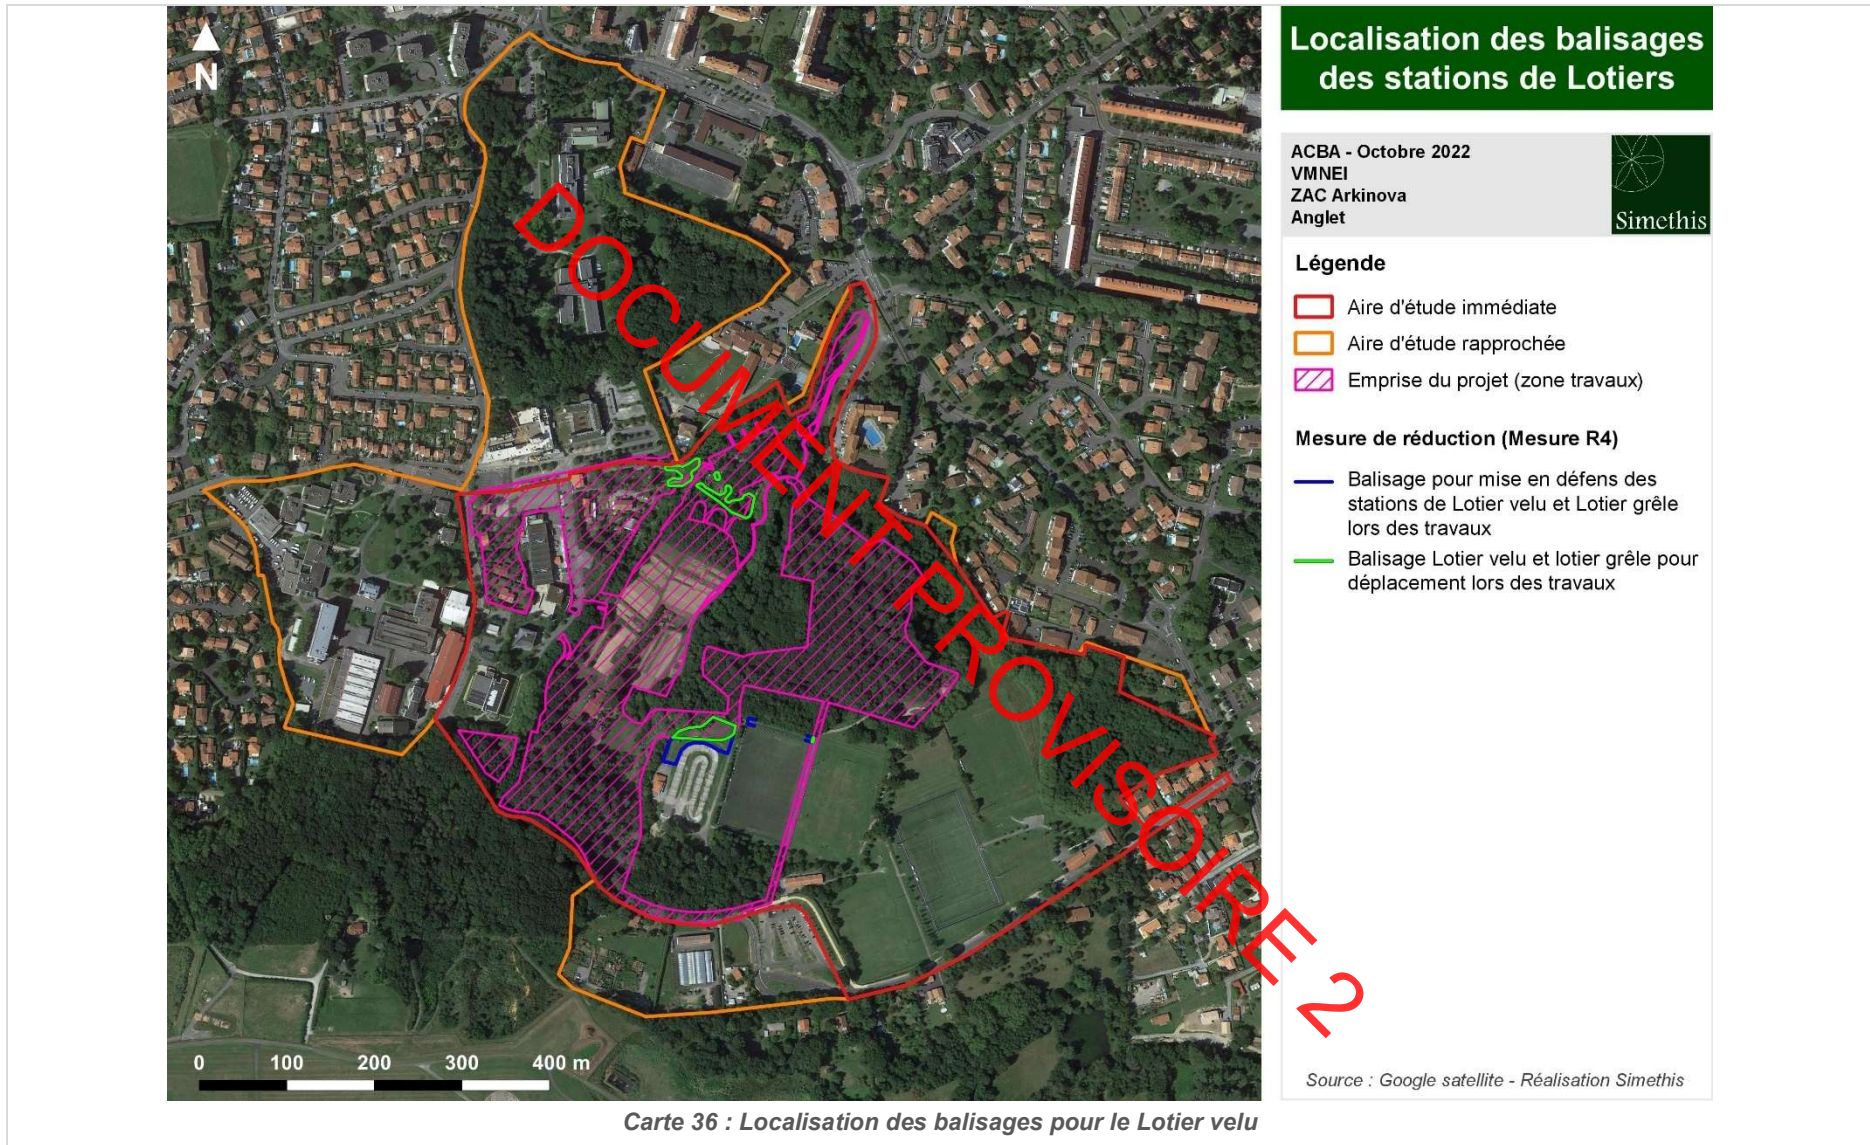 N
Localisation des balisages
des stations de Lotiers
ACBA - Octobre 2022
VMNEI
ZAC Arkinova
Anglet
Simethis
Légende
Aire d'étude immédiate
Aire d'étude rapprochée
Emprise du projet (zone travaux)
Mesure de réduction (Mesure R4)
Balisage pour mise en défens des
stations de Lotier velu et Lotier grêle
lors des travaux
Balisage Lotier velu et lotier grêle pour
déplacement lors des travaux
DOCUMENT PROVISOIRE 2
0 100 200 300 400 m
Source : Google satellite - Réalisation Simethis
Carte 36 : Localisation des balisages pour le Lotier velu